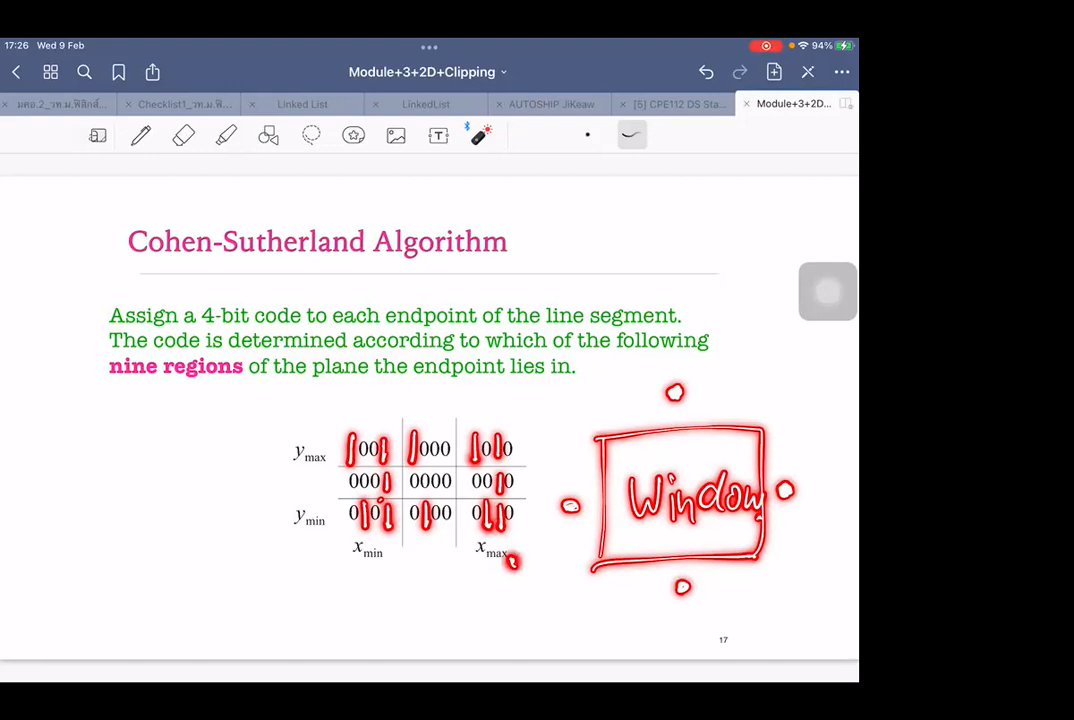 17:26 Wed 9 Feb
94%
Module+3+2D+Clipping
Linked List
LinkedList
AUTOSHIP JiKeaw
[5] CPE112 DS Sta...
Module+3+2D...
T
Cohen-Sutherland Algorithm
Assign a 4-bit code to each endpoint of the line segment.
The code is determined according to which of the following
nine regions of the plane the endpoint lies in.
ymax 1001 1000 1010
0001 0000 0010
ymin 0101 0100 0110
xmin xmax
Window
17